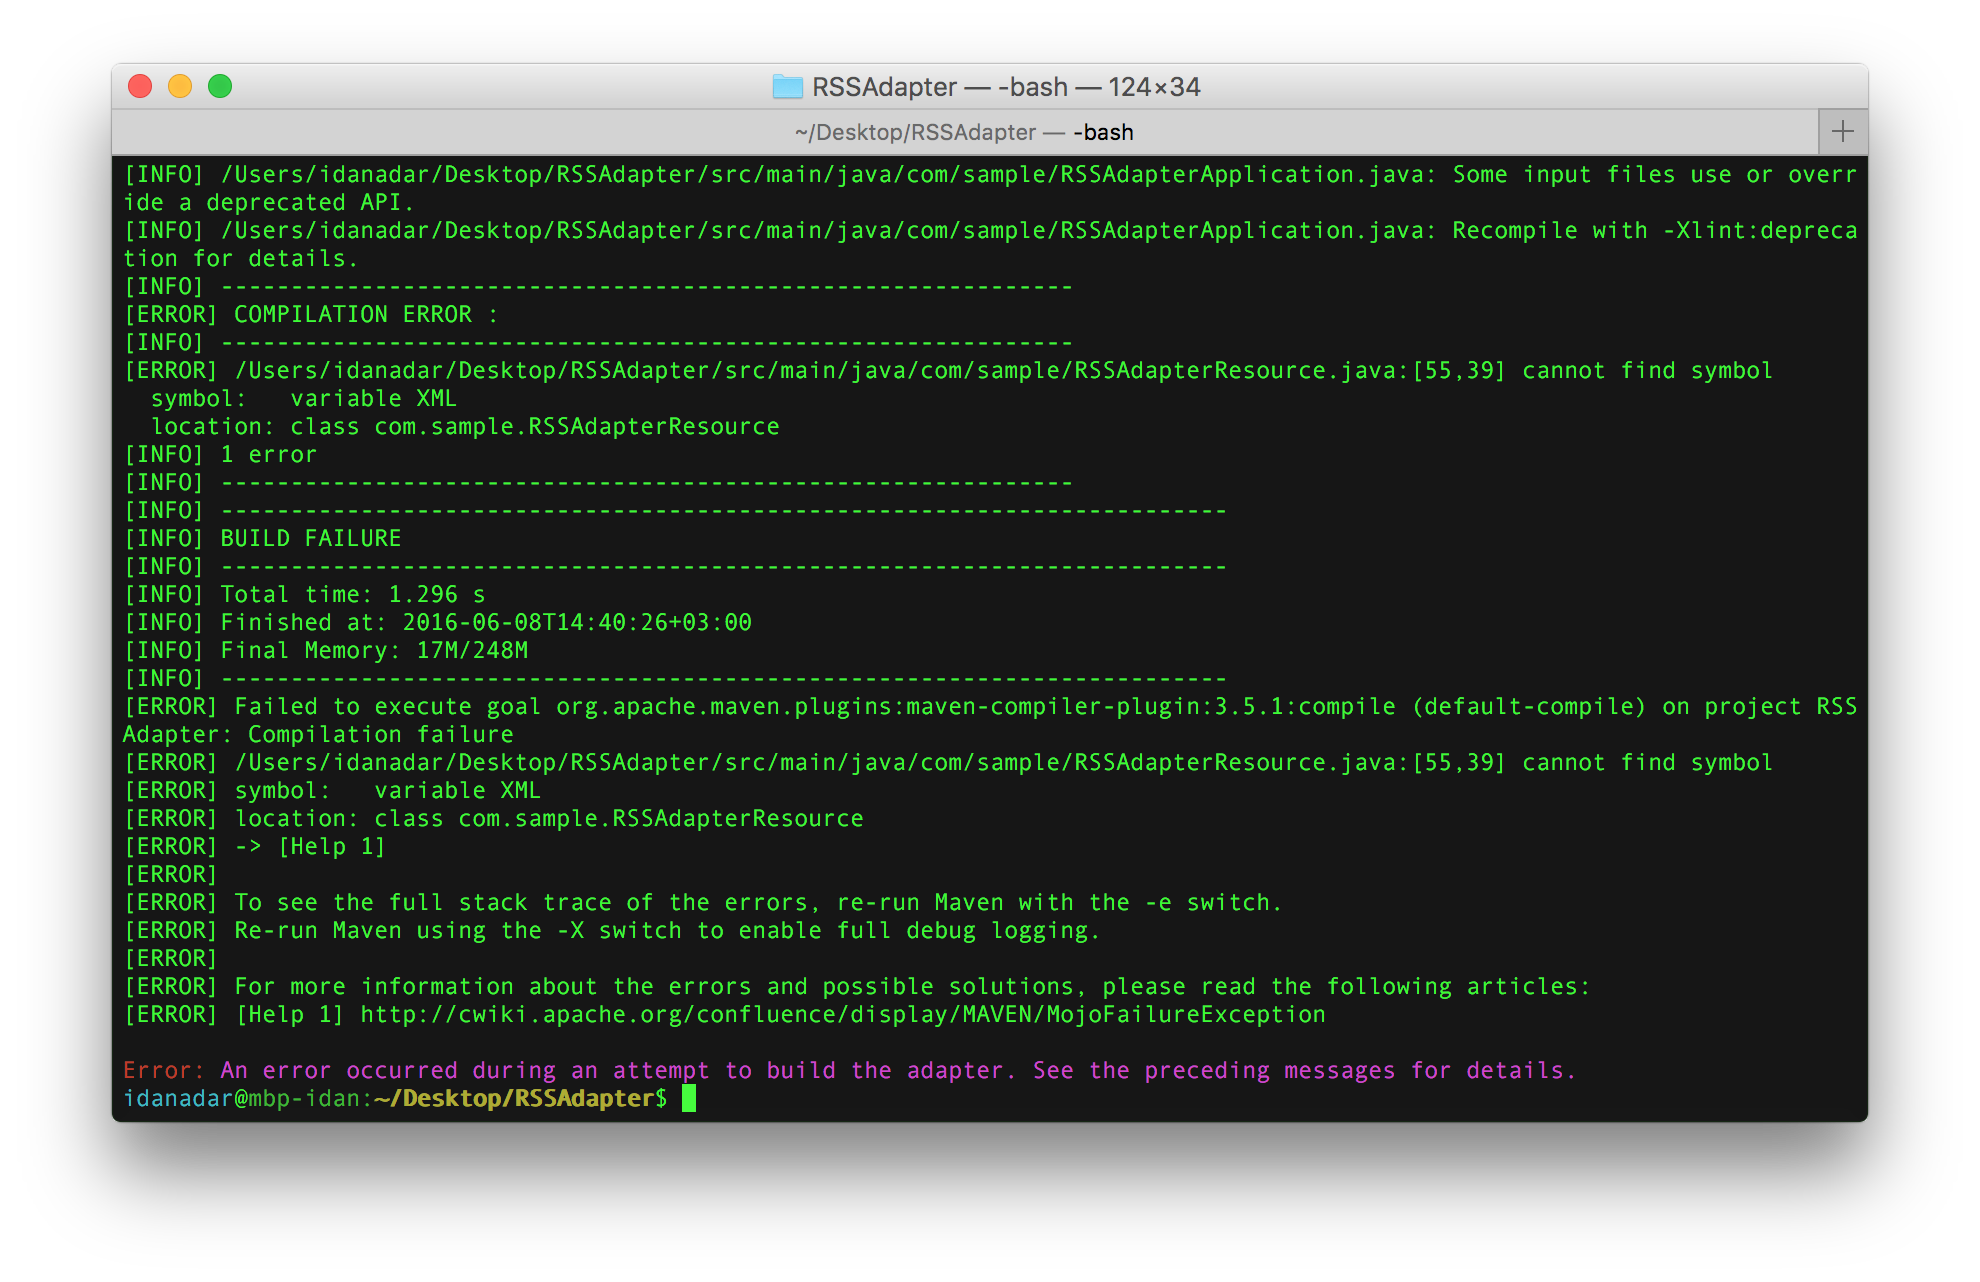 RSSAdapter — -bash — 124×34
~/Desktop/RSSAdapter — -bash
[INFO] /Users/idanadar/Desktop/RSSAdapter/src/main/java/com/sample/RSSAdapterApplication.java: Some input files use or overr
ide a deprecated API.
[INFO] /Users/idanadar/Desktop/RSSAdapter/src/main/java/com/sample/RSSAdapterApplication.java: Recompile with -Xlint:depreca
tion for details.
[INFO] -------------------------------------------------------------
[ERROR] COMPILATION ERROR :
[INFO] -------------------------------------------------------------
[ERROR] /Users/idanadar/Desktop/RSSAdapter/src/main/java/com/sample/RSSAdapterResource.java:[55,39] cannot find symbol
  symbol:   variable XML
  location: class com.sample.RSSAdapterResource
[INFO] 1 error
[INFO] -------------------------------------------------------------
[INFO] ------------------------------------------------------------------------
[INFO] BUILD FAILURE
[INFO] ------------------------------------------------------------------------
[INFO] Total time: 1.296 s
[INFO] Finished at: 2016-06-08T14:40:26+03:00
[INFO] Final Memory: 17M/248M
[INFO] ------------------------------------------------------------------------
[ERROR] Failed to execute goal org.apache.maven.plugins:maven-compiler-plugin:3.5.1:compile (default-compile) on project RSS
Adapter: Compilation failure
[ERROR] /Users/idanadar/Desktop/RSSAdapter/src/main/java/com/sample/RSSAdapterResource.java:[55,39] cannot find symbol
[ERROR] symbol:   variable XML
[ERROR] location: class com.sample.RSSAdapterResource
[ERROR] -> [Help 1]
[ERROR]
[ERROR] To see the full stack trace of the errors, re-run Maven with the -e switch.
[ERROR] Re-run Maven using the -X switch to enable full debug logging.
[ERROR]
[ERROR] For more information about the errors and possible solutions, please read the following articles:
[ERROR] [Help 1] http://cwiki.apache.org/confluence/display/MAVEN/MojoFailureException
Error: An error occurred during an attempt to build the adapter. See the preceding messages for details.
idanadar@mbp-idan:~/Desktop/RSSAdapter$